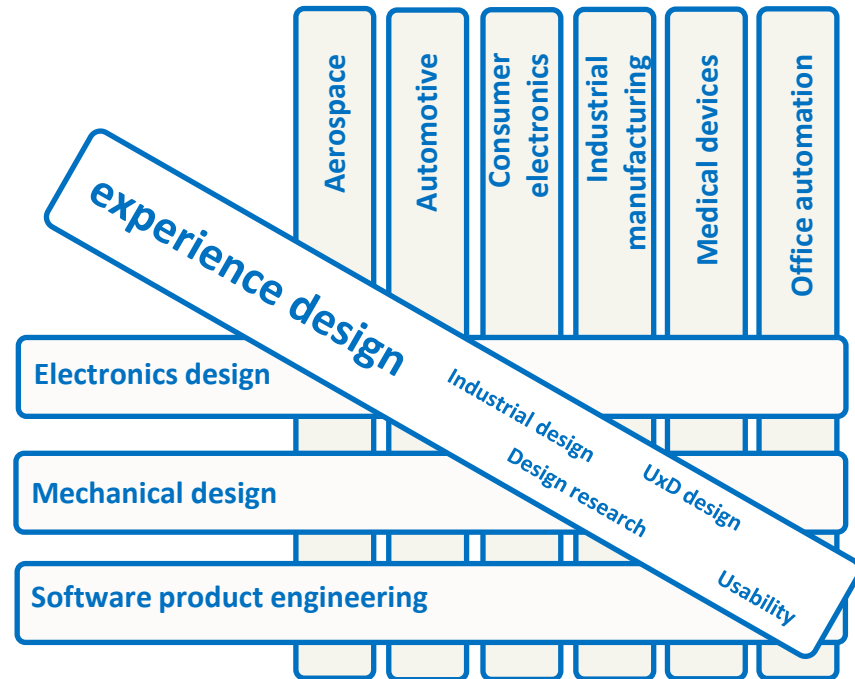 Aerospace
Automotive
Consumer
electronics
Industrial
manufacturing
Medical devices
Office automation
experience design
Electronics design
Industrial design
UxD design
Design research
Mechanical design
Usability
Software product engineering